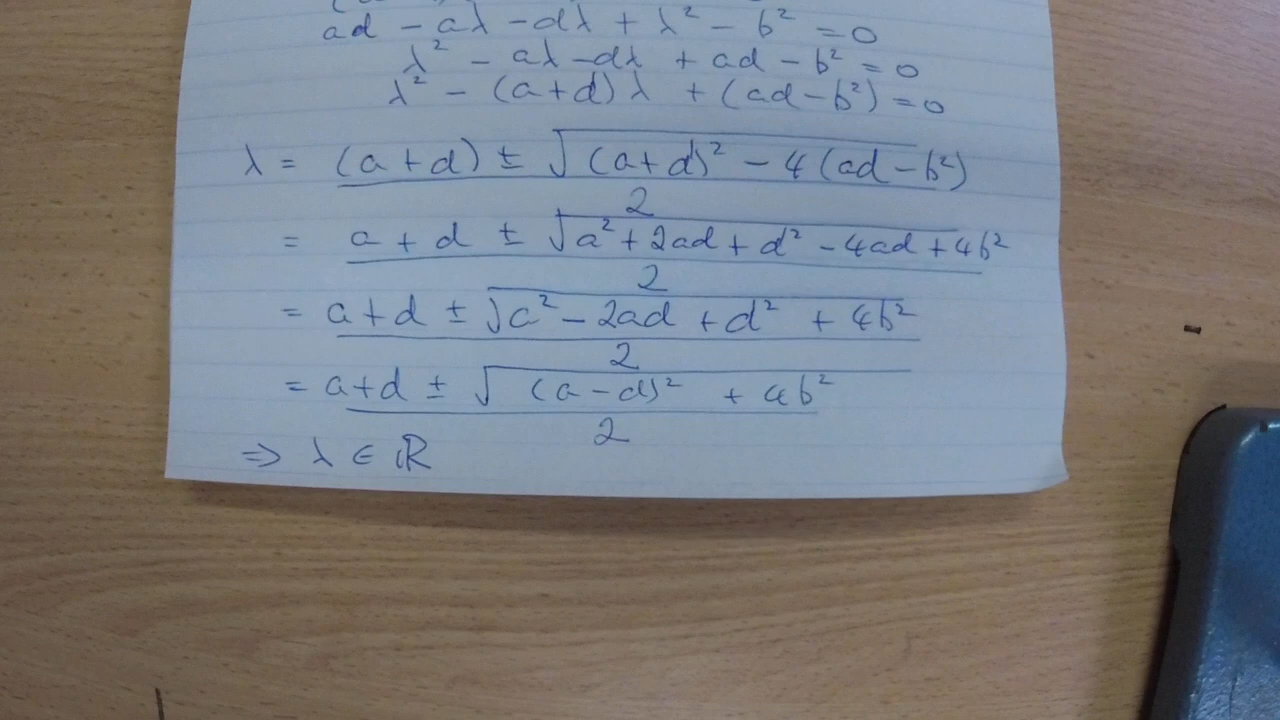 ad - aλ - dλ + λ² - b² = 0
λ² - aλ - dλ + ad - b² = 0
λ² - (a+d)λ + (ad - b²) = 0
λ = (a+d) ± √(a+d)² - 4(ad - b²)
2
= a + d ± √a² + 2ad + d² - 4ad + 4b²
2
= a+d ± √a² - 2ad + d² + 4b²
2
= a+d ± √(a-d)² + 4b²
2
⇒ λ ∈ ℝ